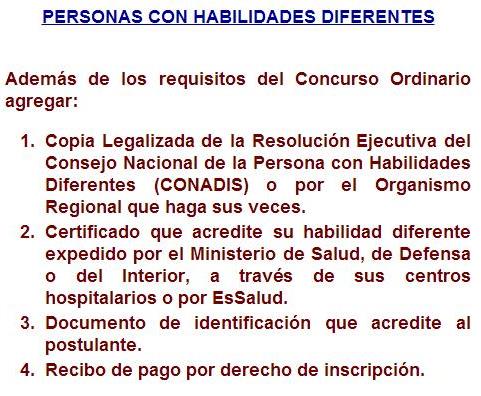 PERSONAS CON HABILIDADES DIFERENTES
Además de los requisitos del Concurso Ordinario
agregar:
1. Copia Legalizada de la Resolución Ejecutiva del
Consejo Nacional de la Persona con Habilidades
Diferentes (CONADIS) o por el Organismo
Regional que haga sus veces.
2. Certificado que acredite su habilidad diferente
expedido por el Ministerio de Salud, de Defensa
o del Interior, a través de sus centros
hospitalarios o por EsSalud.
3. Documento de identificación que acredite al
postulante.
4. Recibo de pago por derecho de inscripción.